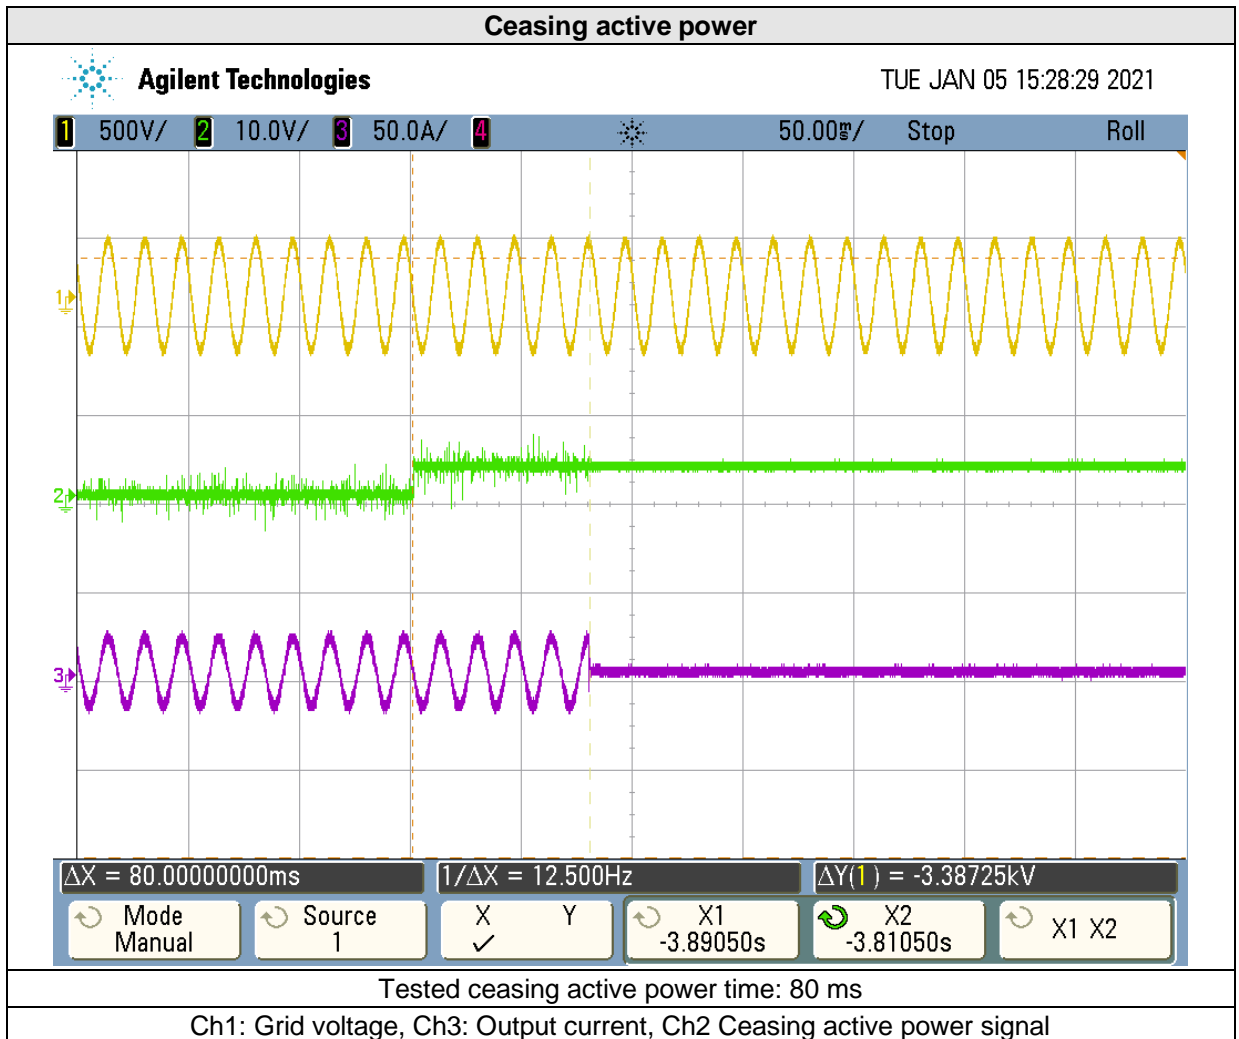 Ceasing active power
Agilent Technologies TUE JAN 05 15:28:29 2021
1 500V/ 2 10.0V/ 3 50.0A/ 4 50.00ms/ Stop Roll
1
2
3
ΔX = 80.00000000ms 1/ΔX = 12.500Hz ΔY(1) = -3.38725kV
Mode Source X Y X1 X2 X1 X2
Manual 1 ✓ -3.89050s -3.81050s
Tested ceasing active power time: 80 ms
Ch1: Grid voltage, Ch3: Output current, Ch2 Ceasing active power signal